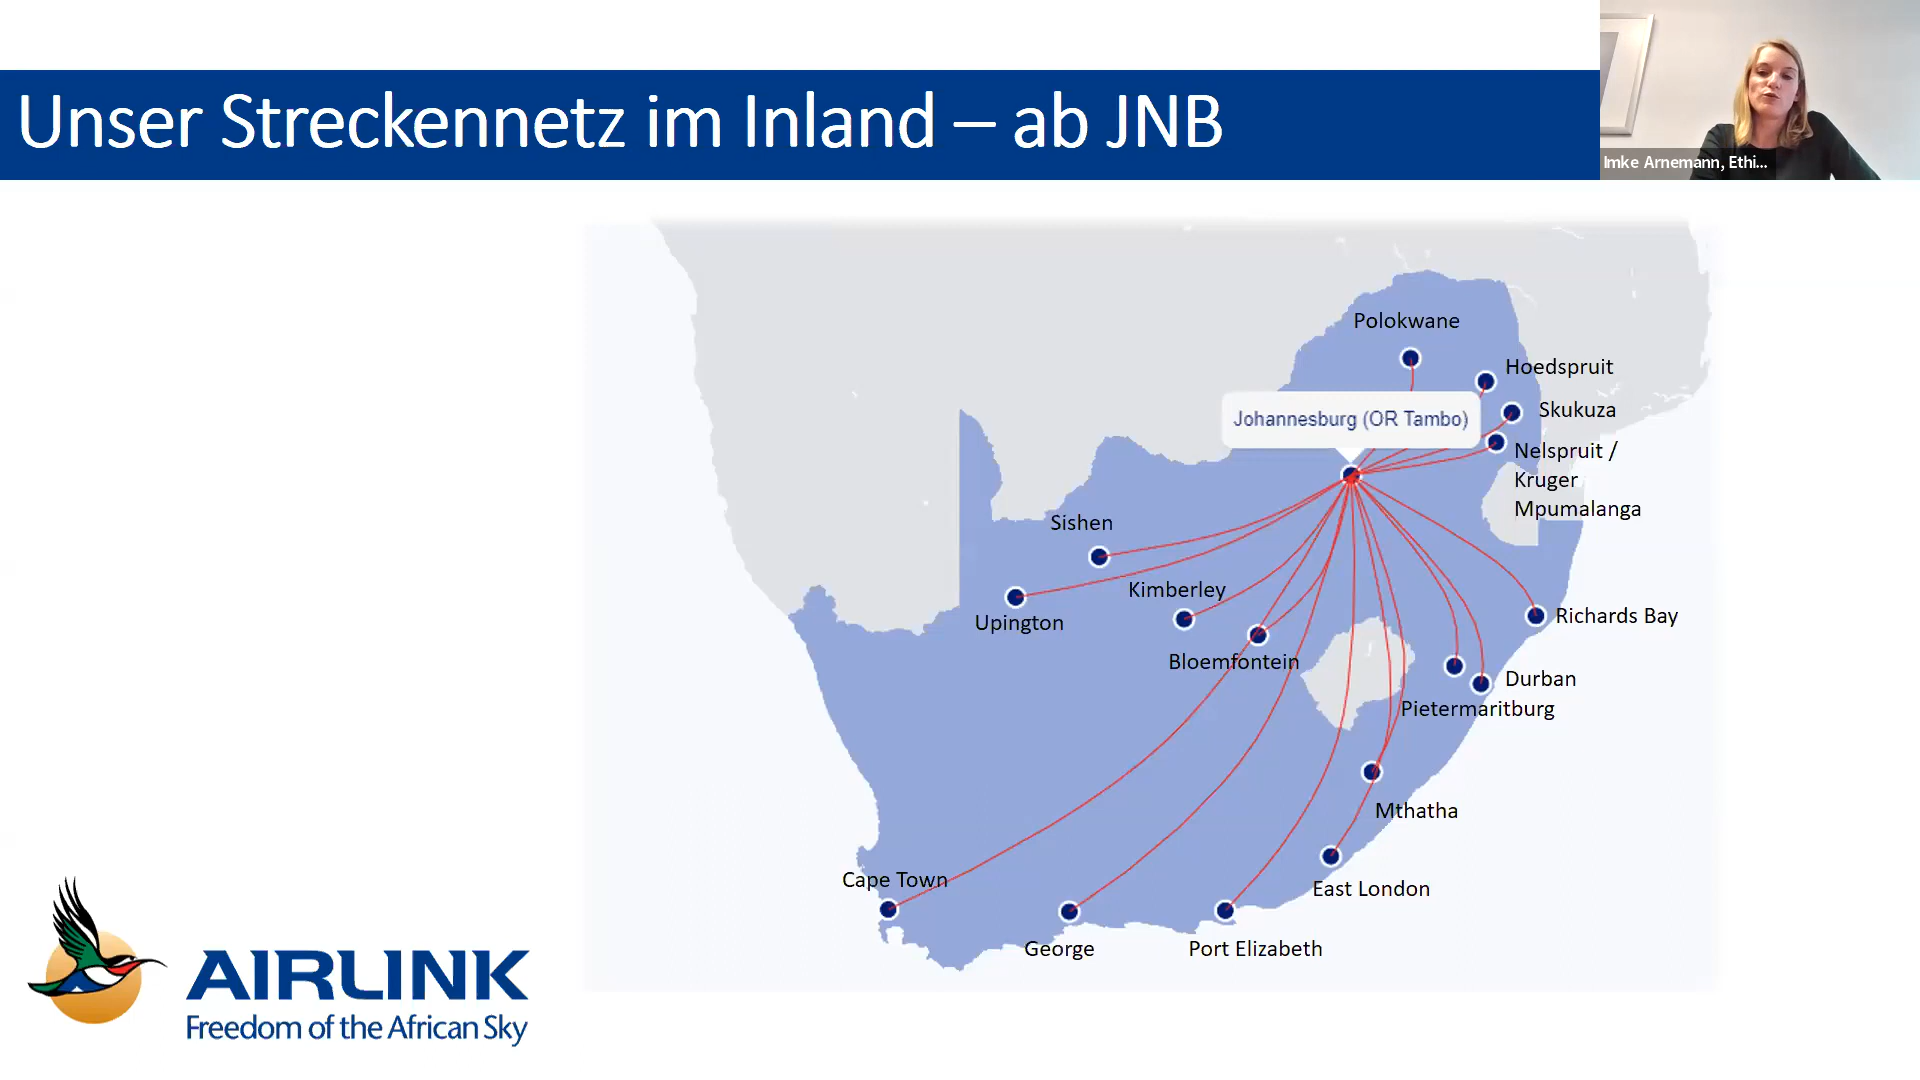 Unser Streckennetz im Inland – ab JNB
Imke Arnemann, Ethi...
Polokwane
Hoedspruit
Johannesburg (OR Tambo)
Skukuza
Nelspruit /
Kruger
Mpumalanga
Sishen
Kimberley
Upington
Richards Bay
Bloemfontein
Durban
Pietermaritburg
Mthatha
Cape Town
East London
George
Port Elizabeth
AIRLINK
Freedom of the African Sky